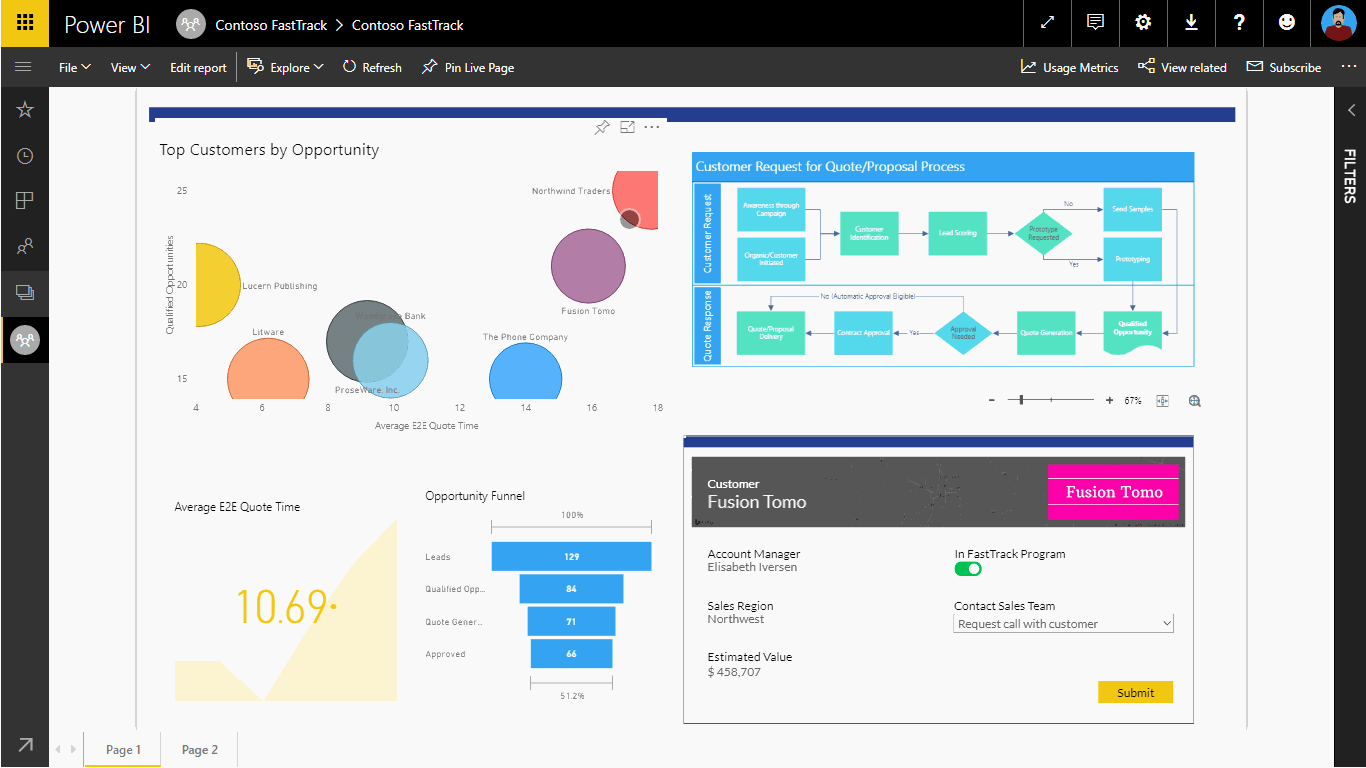 Power BI
Contoso FastTrack > Contoso FastTrack
?
File
View
Edit report
Explore
Refresh
Pin Live Page
Usage Metrics
View related
Subscribe
FILTERS
Top Customers by Opportunity
Qualified Opportunities
25
20
15
Northwind Traders
Lucern Publishing
Fusion Tomo
Woodgrove Bank
Litware
The Phone Company
ProseWare, Inc.
4
6
8
10
12
14
16
18
Average E2E Quote Time
Customer Request for Quote/Proposal Process
Customer Request
Awareness through
Campaign
Organic/Customer
Initiated
Customer
Identification
Lead Scoring
Prototype
Requested
No
Yes
Send Samples
Prototyping
Quote Response
No (Automatic Approval Eligible)
Quote/Proposal
Delivery
Contract Approval
Yes
Approval
Needed
Quote Generation
Qualified
Opportunity
- + 67%
Average E2E Quote Time
10.69
Opportunity Funnel
100%
Leads
129
Qualified Opp...
84
Quote Gener...
71
Approved
66
51.2%
Customer
Fusion Tomo
Fusion Tomo
Account Manager
Elisabeth Iversen
In FastTrack Program
Sales Region
Northwest
Contact Sales Team
Request call with customer
Estimated Value
$ 458,707
Submit
Page 1
Page 2